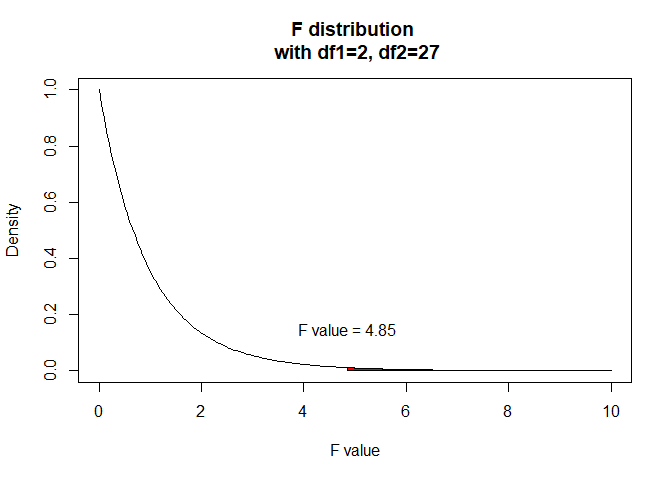 F distribution
with df1=2, df2=27
Density
1.0
0.8
0.6
0.4
0.2
0.0
F value = 4.85
0 2 4 6 8 10
F value